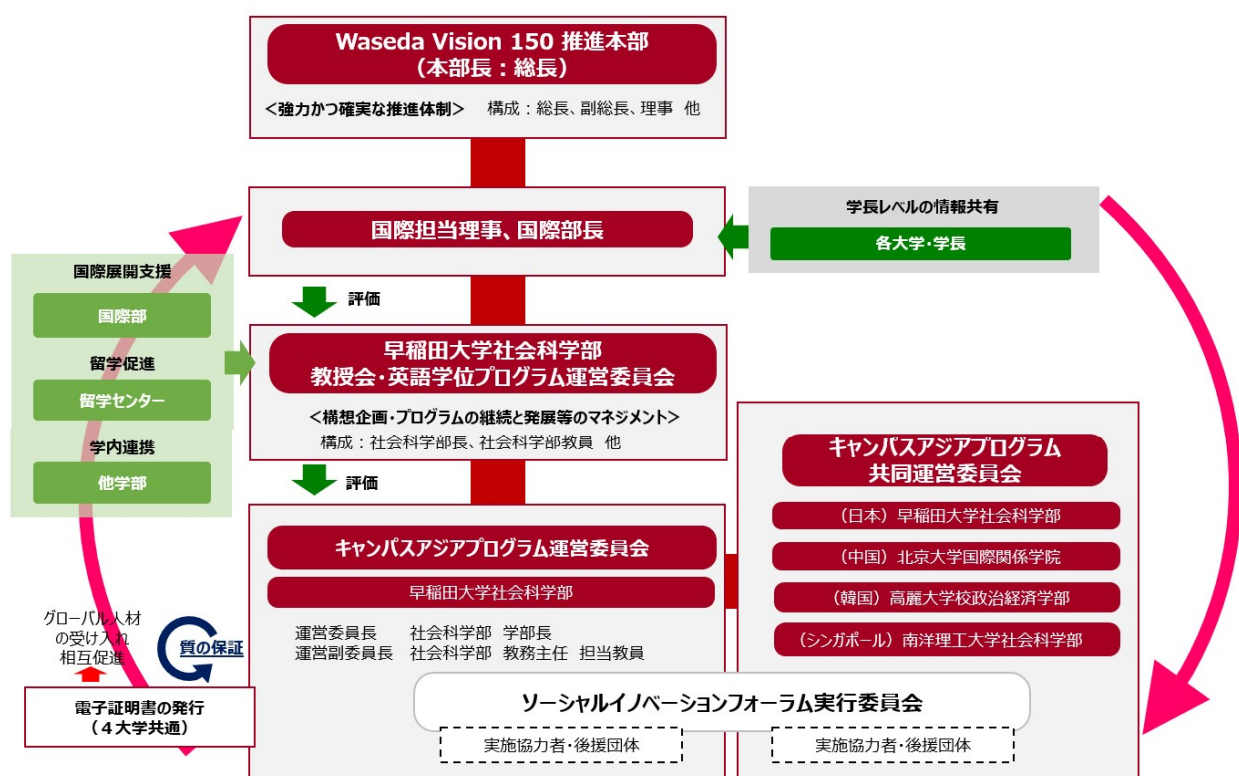 Waseda Vision 150 推進本部
（本部長：総長）
＜強力かつ確実な推進体制＞ 構成：総長、副総長、理事 他
国際担当理事、国際部長
学長レベルの情報共有
各大学・学長
評価
国際展開支援
国際部
留学促進
留学センター
学内連携
他学部
早稲田大学社会科学部
教授会・英語学位プログラム運営委員会
＜構想企画・プログラムの継続と発展等のマネジメント＞
構成：社会科学部長、社会科学部教員 他
評価
キャンパスアジアプログラム運営委員会
早稲田大学社会科学部
運営委員長 社会科学部 学部長
運営副委員長 社会科学部 教務主任 担当教員
キャンパスアジアプログラム
共同運営委員会
（日本）早稲田大学社会科学部
（中国）北京大学国際関係学院
（韓国）高麗大学校政治経済学部
（シンガポール）南洋理工大学社会科学部
グローバル人材
の受け入れ
相互促進
質の保証
電子証明書の発行
（４大学共通）
ソーシャルイノベーションフォーラム実行委員会
実施協力者・後援団体
実施協力者・後援団体